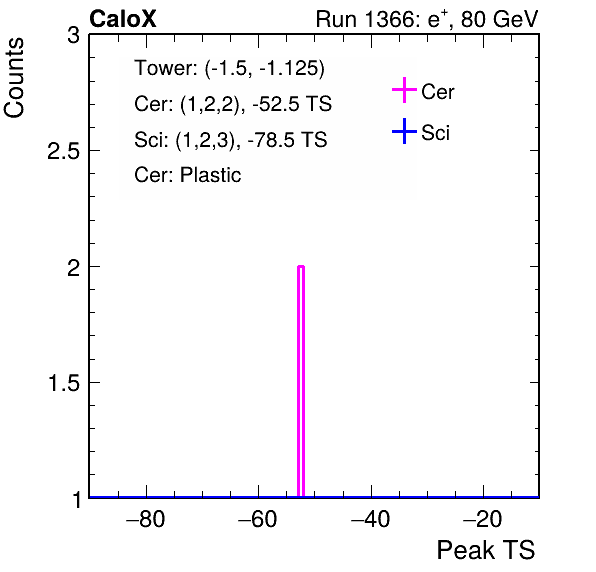 CaloX Run 1366: e⁺, 80 GeV
Counts
Tower: (-1.5, -1.125)
Cer: (1,2,2), -52.5 TS
Sci: (1,2,3), -78.5 TS
Cer: Plastic
Cer
Sci
3
2.5
2
1.5
1
−80 −60 −40 −20
Peak TS